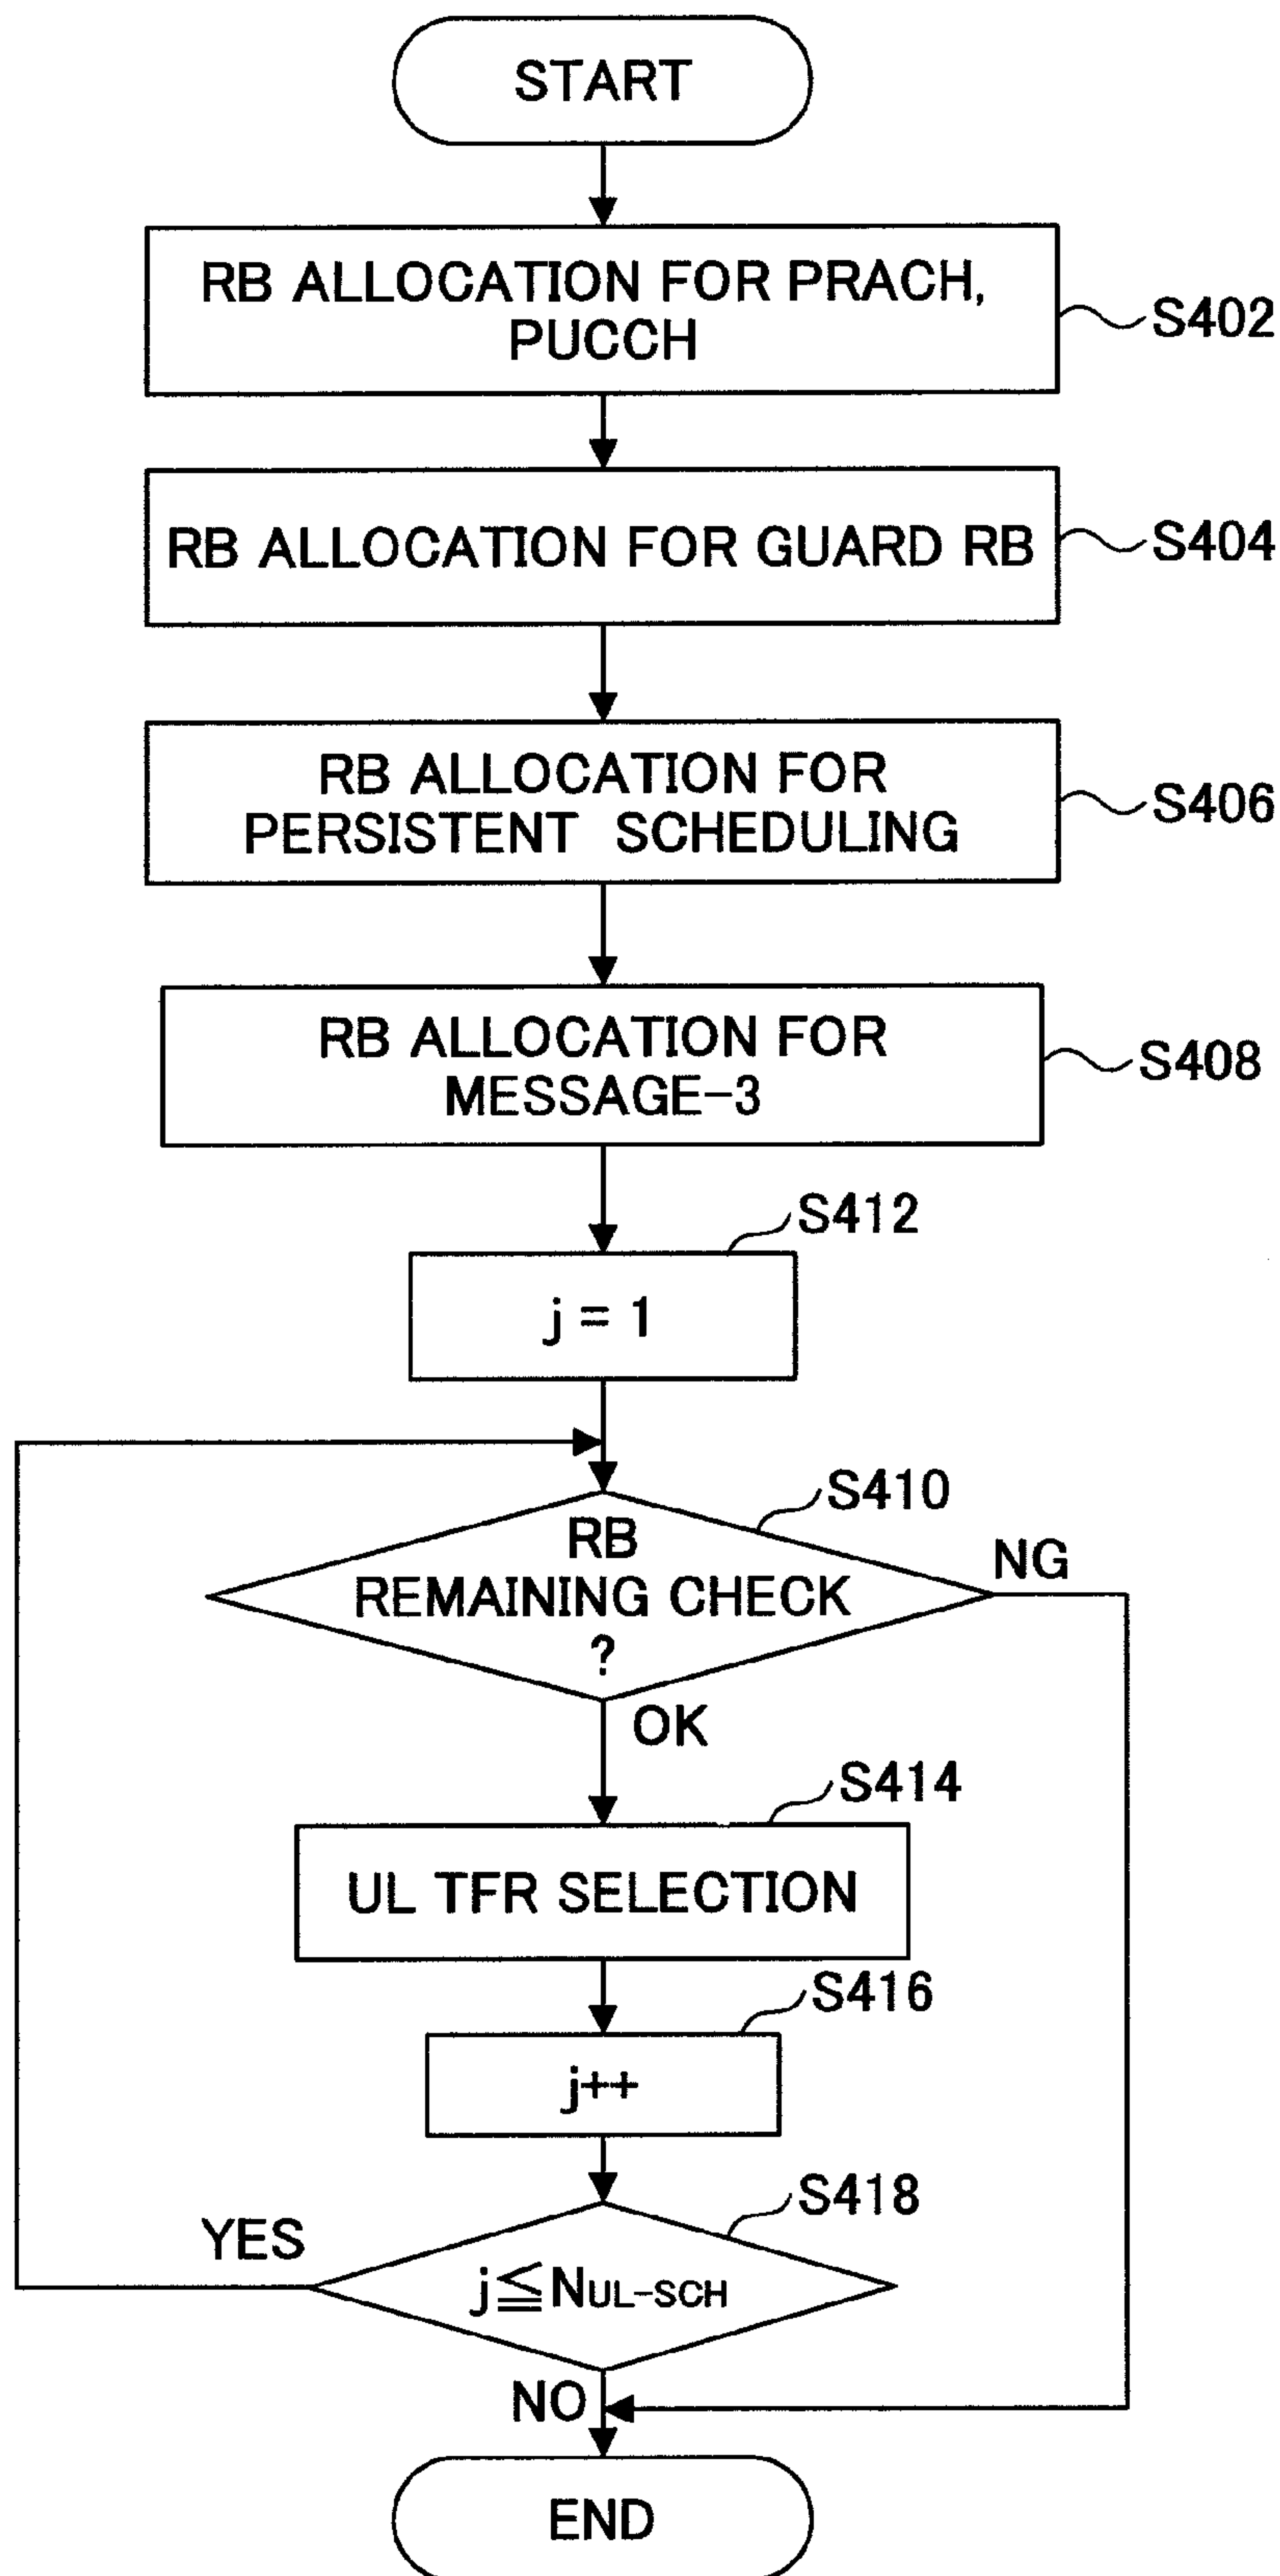 START
RB ALLOCATION FOR PRACH,
PUCCH
S402
RB ALLOCATION FOR GUARD RB
S404
RB ALLOCATION FOR
PERSISTENT SCHEDULING
S406
RB ALLOCATION FOR
MESSAGE-3
S408
S412
j = 1
S410
RB
REMAINING CHECK
?
NG
OK
S414
UL TFR SELECTION
S416
j++
S418
YES
j≦NUL-SCH
NO
END